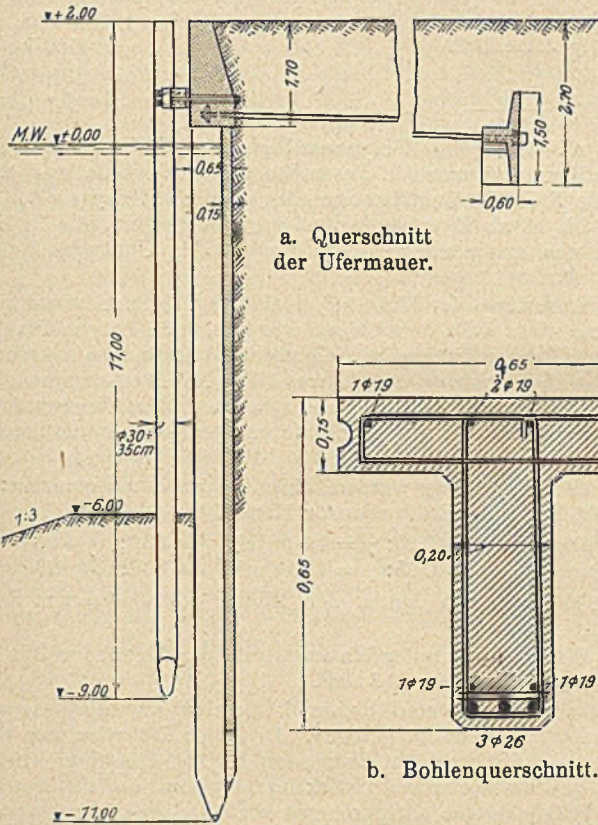 +2,00
1,70
2,70
1,50
0,60
M.W. ±0,00
0,65
0,15
a. Querschnitt
der Ufermauer.
11,00
ϕ30÷
35cm
1:3
-6.00
-9,00
-11,00
0,65
1ϕ19
2ϕ19
0,15
0,65
0,20
1ϕ19
1ϕ19
3ϕ26
b. Bohlenquerschnitt.